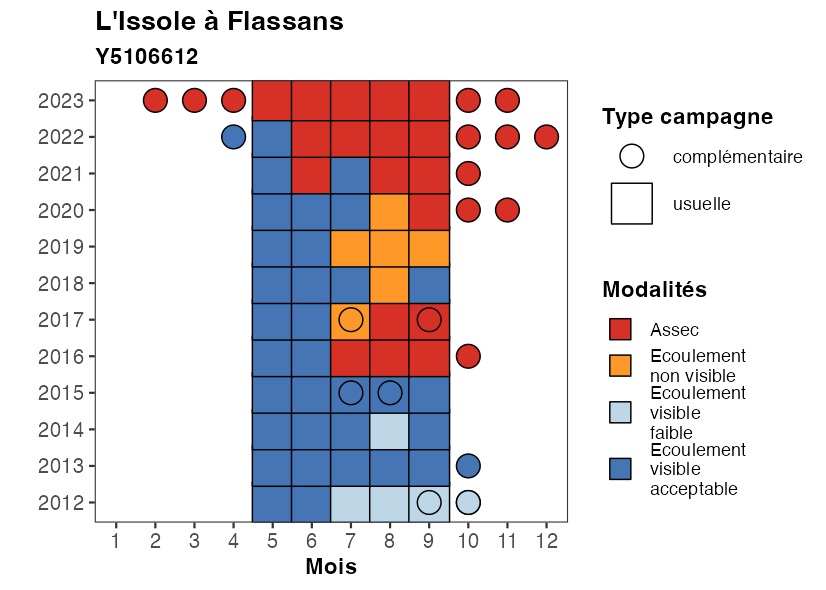 L'Issole à Flassans
Y5106612
2023
2022
2021
2020
2019
2018
2017
2016
2015
2014
2013
2012
1 2 3 4 5 6 7 8 9 10 11 12
Mois
Type campagne
complémentaire
usuelle
Modalités
Assec
Ecoulement
non visible
Ecoulement
visible
faible
Ecoulement
visible
acceptable